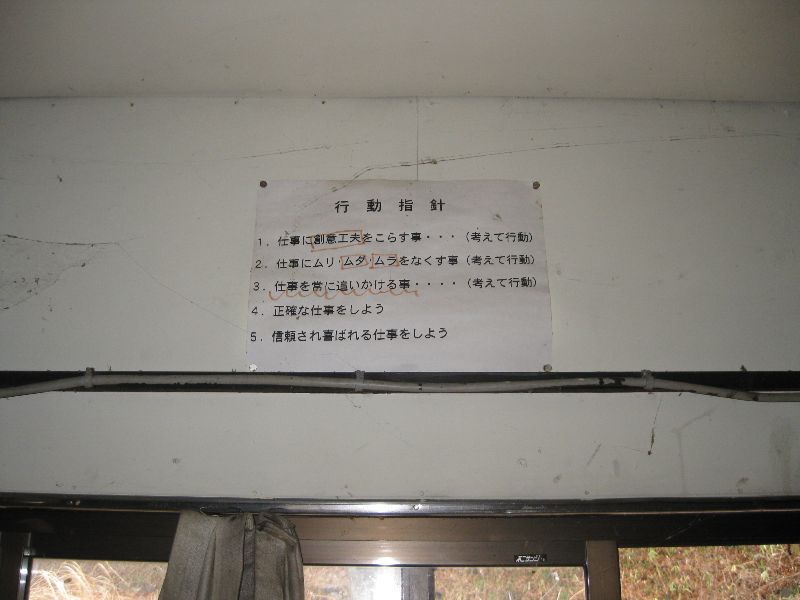 行動指針
1．仕事に創意工夫をこらす事・・・（考えて行動）
2．仕事にムリ・ムダ・ムラをなくす事（考えて行動）
3．仕事を常に追いかける事・・・・（考えて行動）
4．正確な仕事をしよう
5．信頼され喜ばれる仕事をしよう